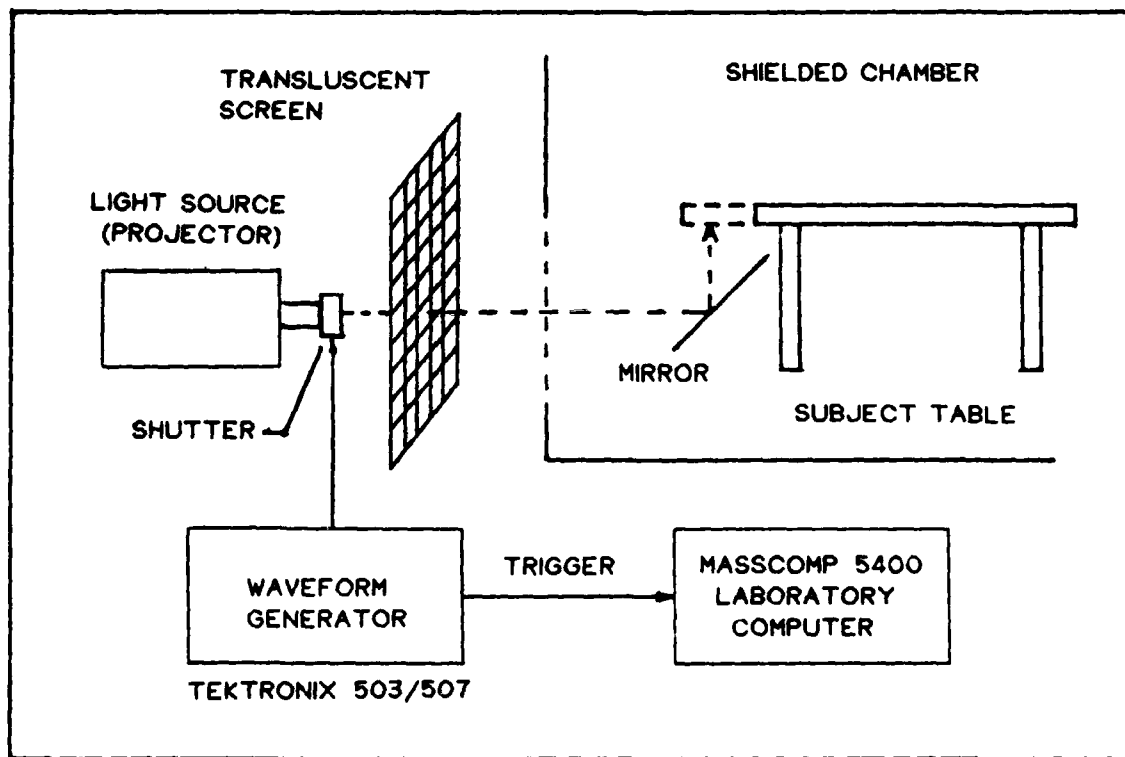 TRANSLUSCENT
SCREEN
SHIELDED CHAMBER
LIGHT SOURCE
(PROJECTOR)
MIRROR
SHUTTER
SUBJECT TABLE
WAVEFORM
GENERATOR
TRIGGER
MASSCOMP 5400
LABORATORY
COMPUTER
TEKTRONIX 503/507